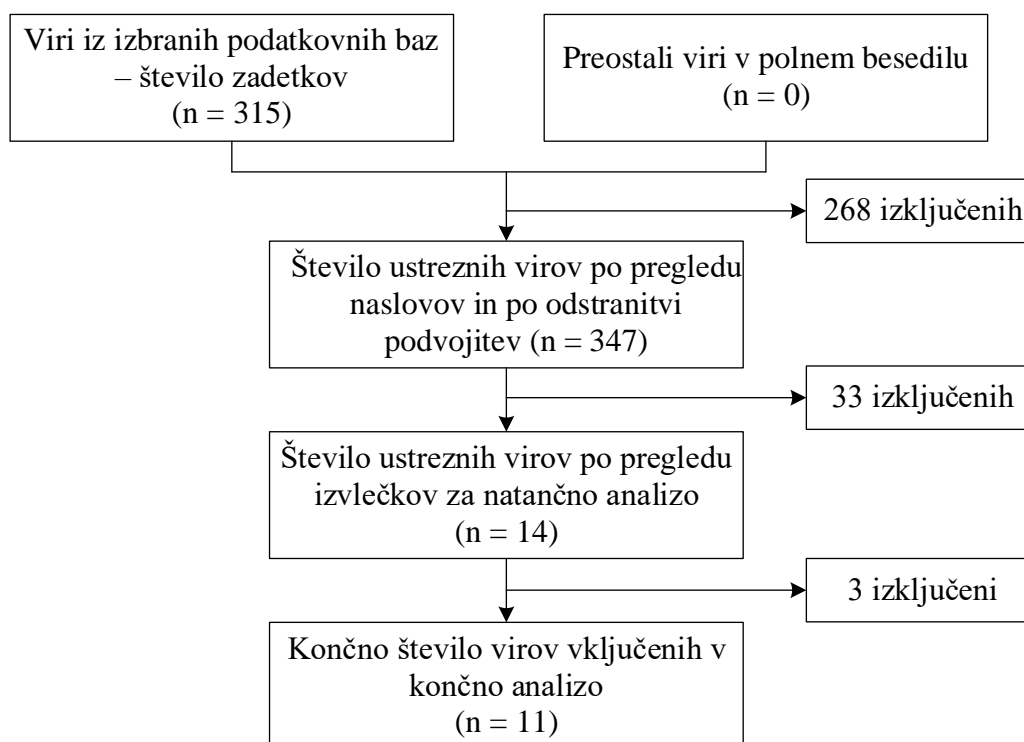 Viri iz izbranih podatkovnih baz
– število zadetkov
(n = 315)
Preostali viri v polnem besedilu
(n = 0)
268 izključenih
Število ustreznih virov po pregledu
naslovov in po odstranitvi
podvojitev (n = 347)
33 izključenih
Število ustreznih virov po pregledu
izvlečkov za natančno analizo
(n = 14)
3 izključeni
Končno število virov vključenih v
končno analizo
(n = 11)